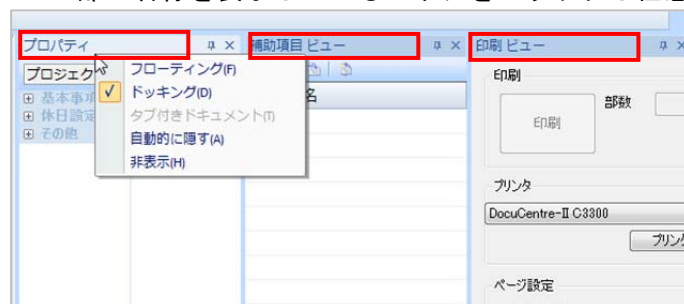 プロパティ
補助項目 ビュー
印刷 ビュー
プロジェク
フローティング(F)
ドッキング(D)
タブ付きドキュメント(T)
自動的に隠す(A)
非表示(H)
基本事項
休日設定
その他
名
印刷
印刷
部数
プリンタ
DocuCentre-II C3300
プリンタ
ページ設定